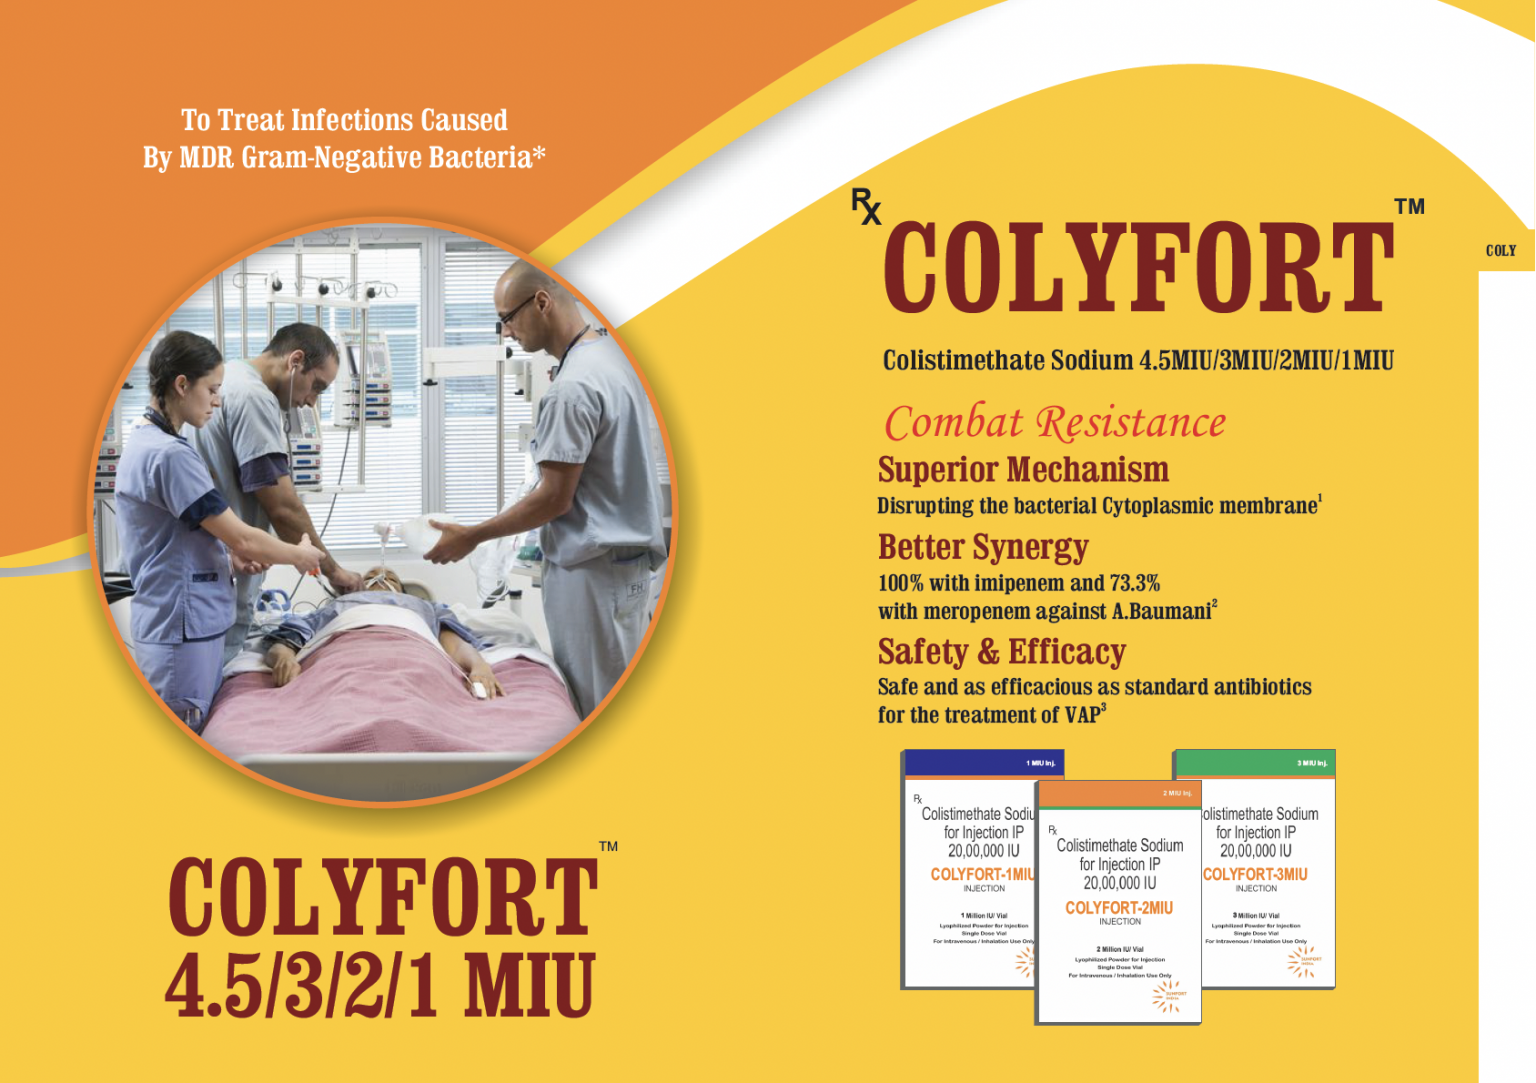 To Treat Infections Caused
By MDR Gram-Negative Bacteria*
COLYFORT™
4.5/3/2/1 MIU
Rx
COLYFORT™
COLY
Colistimethate Sodium 4.5MIU/3MIU/2MIU/1MIU
Combat Resistance
Superior Mechanism
Disrupting the bacterial Cytoplasmic membrane¹
Better Synergy
100% with imipenem and 73.3%
with meropenem against A.Baumani²
Safety & Efficacy
Safe and as efficacious as standard antibiotics
for the treatment of VAP³
1 MIU Inj.
Rx
Colistimethate Sodiu
for Injection IP
20,00,000 IU
COLYFORT-1MIU
INJECTION
1 Million IU/ Vial
Lyophilized Powder for Injection
Single Dose Vial
For Intravenous / Inhalation Use Only
2 MIU Inj.
Rx
Colistimethate Sodium
for Injection IP
20,00,000 IU
COLYFORT-2MIU
INJECTION
2 Million IU/ Vial
Lyophilized Powder for Injection
Single Dose Vial
For Intravenous / Inhalation Use Only
SUNFORT
3 MIU Inj.
olistimethate Sodium
for Injection IP
20,00,000 IU
COLYFORT-3MIU
INJECTION
3 Million IU/ Vial
Lyophilized Powder for Injection
Single Dose Vial
For Intravenous / Inhalation Use Only
SUNFORT
FH